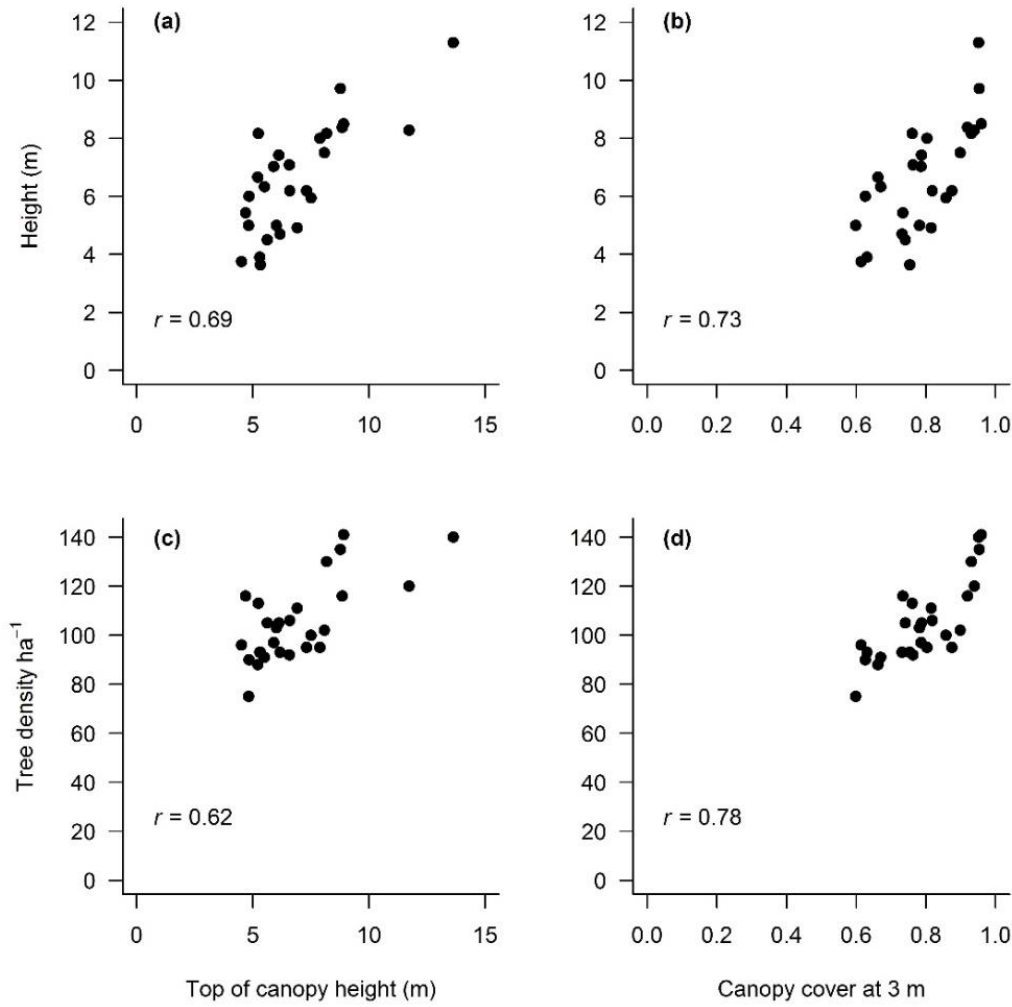 (a)
12
10
8
6
4
2
0
Height (m)
r = 0.69
0 5 10 15
(b)
12
10
8
6
4
2
0
r = 0.73
0.0 0.2 0.4 0.6 0.8 1.0
(c)
140
120
100
80
60
40
20
0
Tree density ha⁻¹
r = 0.62
0 5 10 15
Top of canopy height (m)
(d)
140
120
100
80
60
40
20
0
r = 0.78
0.0 0.2 0.4 0.6 0.8 1.0
Canopy cover at 3 m